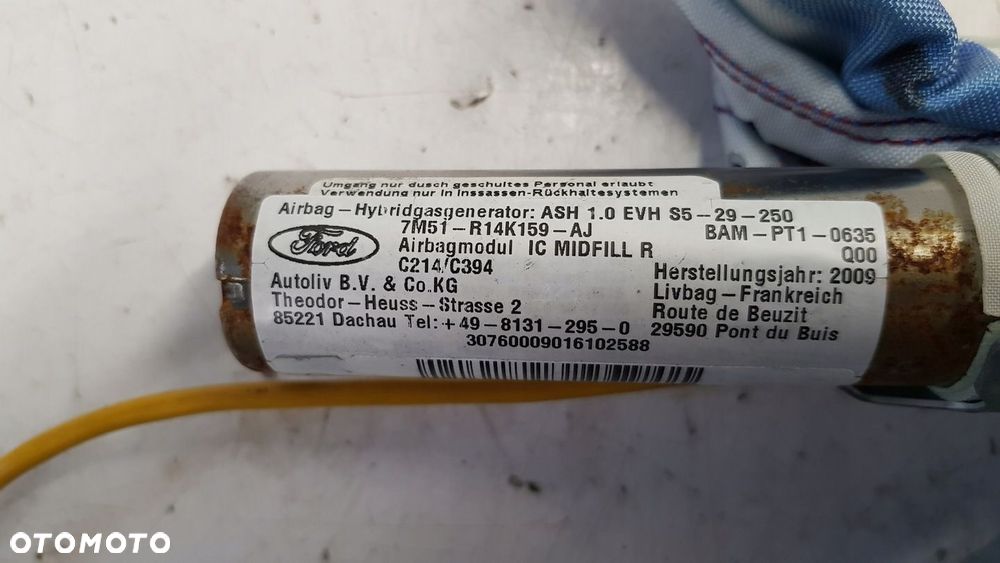 Umgang nur dusch geschultes Personal erlaubt
Verwendung nur in Inssassen-Rückhaltesystemen
Airbag-Hybridgasgenerator: ASH 1.0 EVH S5-29-250
7M51-R14K159-AJ BAM-PT1-0635
Ford Airbagmodul IC MIDFILL R Q00
C214/C394 Herstellungsjahr: 2009
Autoliv B.V. & Co.KG Livbag-Frankreich
Theodor-Heuss-Strasse 2 Route de Beuzit
85221 Dachau Tel: +49-8131-295-0 29590 Pont du Buis
30760009016102588
OTOMOTO